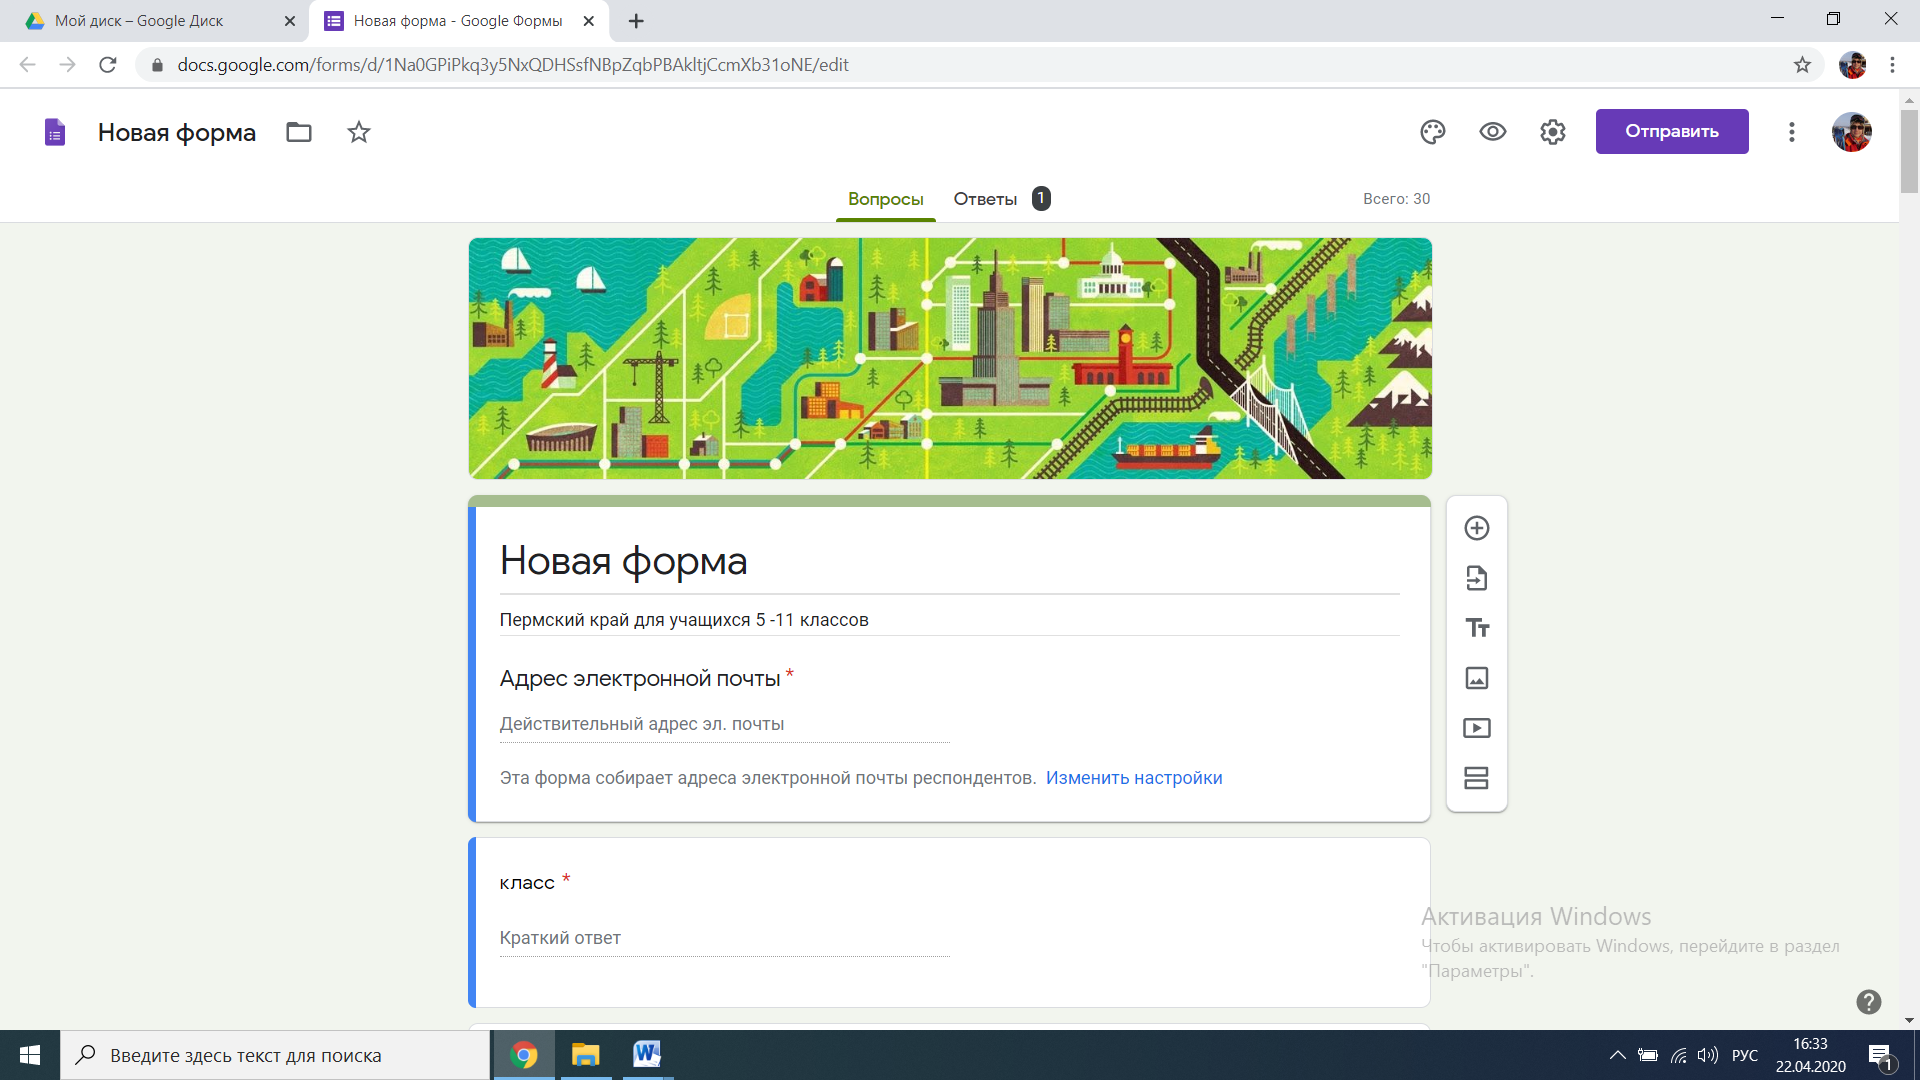 Мой диск – Google Диск
Новая форма - Google Формы
docs.google.com/forms/d/1Na0GPiPkq3y5NxQDHSsfNBpZqbPBAkltjCcmXb31oNE/edit
Новая форма
Отправить
Вопросы
Ответы 1
Всего: 30
Новая форма
Пермский край для учащихся 5 -11 классов
Адрес электронной почты *
Действительный адрес эл. почты
Эта форма собирает адреса электронной почты респондентов. Изменить настройки
Тт
класс *
Краткий ответ
Активация Windows
Чтобы активировать Windows, перейдите в раздел
"Параметры".
Введите здесь текст для поиска
РУС
16:33
22.04.2020
1